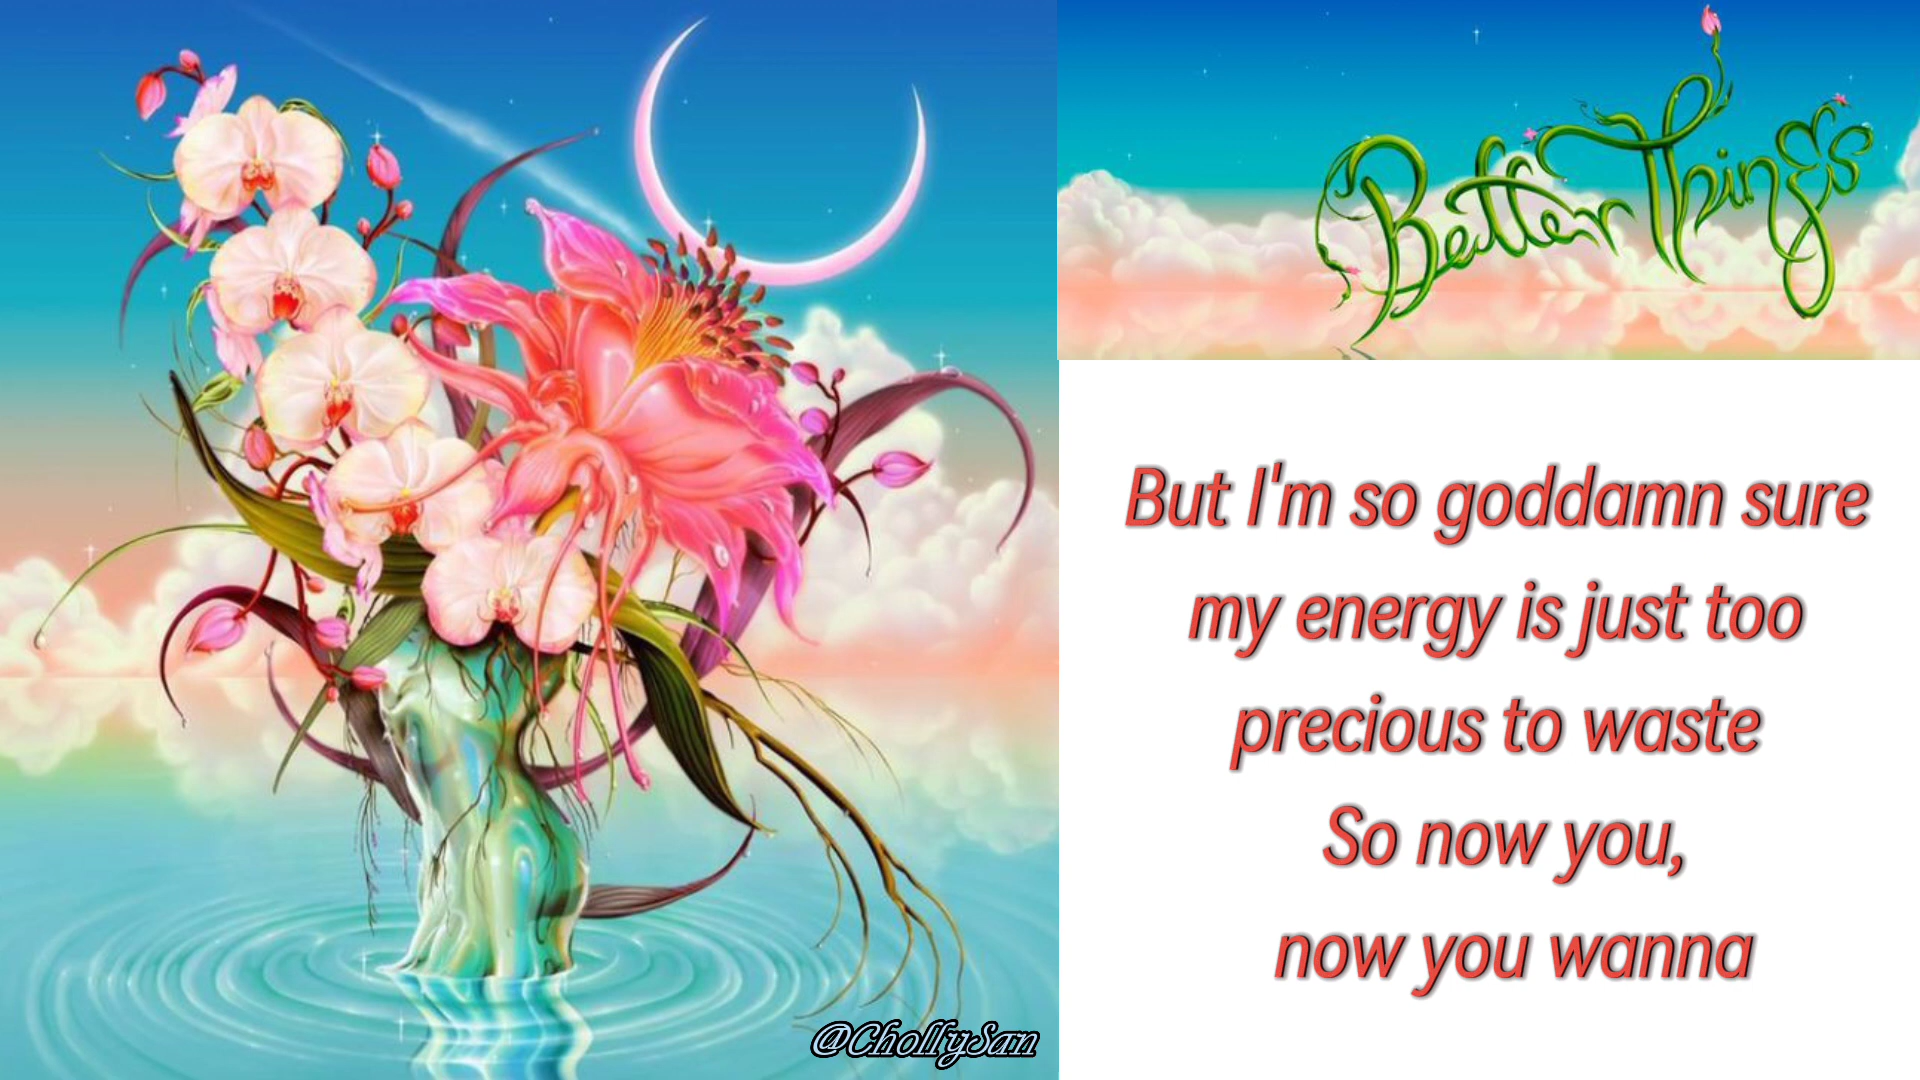 Better Things
But I'm so goddamn sure
my energy is just too
precious to waste
So now you,
now you wanna
@ChollySan